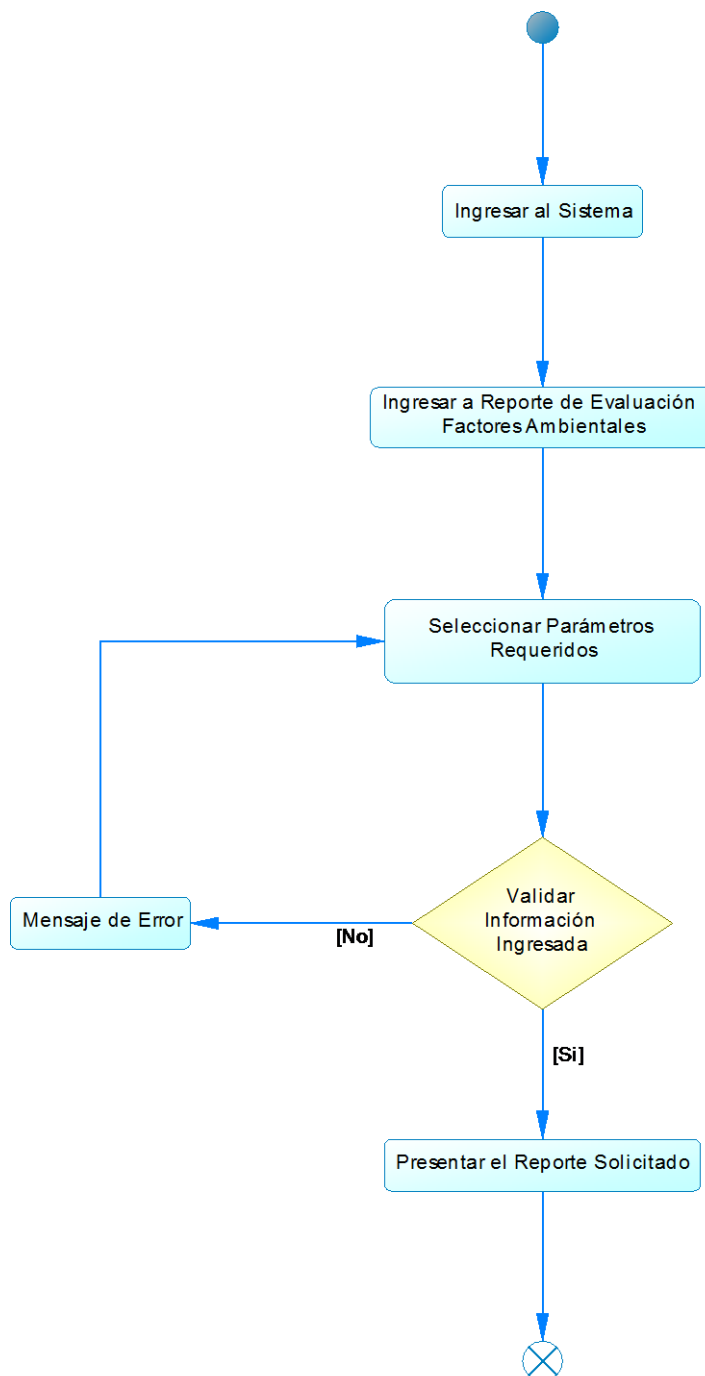 Ingresar al Sistema
Ingresar a Reporte de Evaluación
Factores Ambientales
Seleccionar Parámetros
Requeridos
Validar
Información
Ingresada
Mensaje de Error
[No]
[Si]
Presentar el Reporte Solicitado